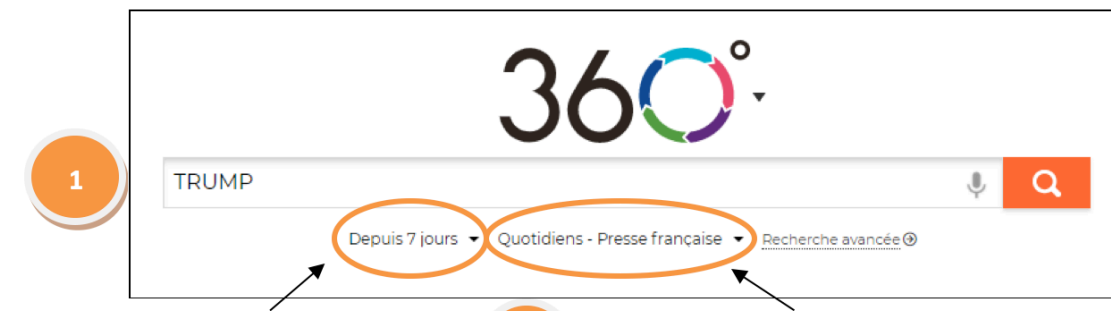 360°
1
TRUMP
Depuis 7 jours Quotidiens - Presse française Recherche avancée